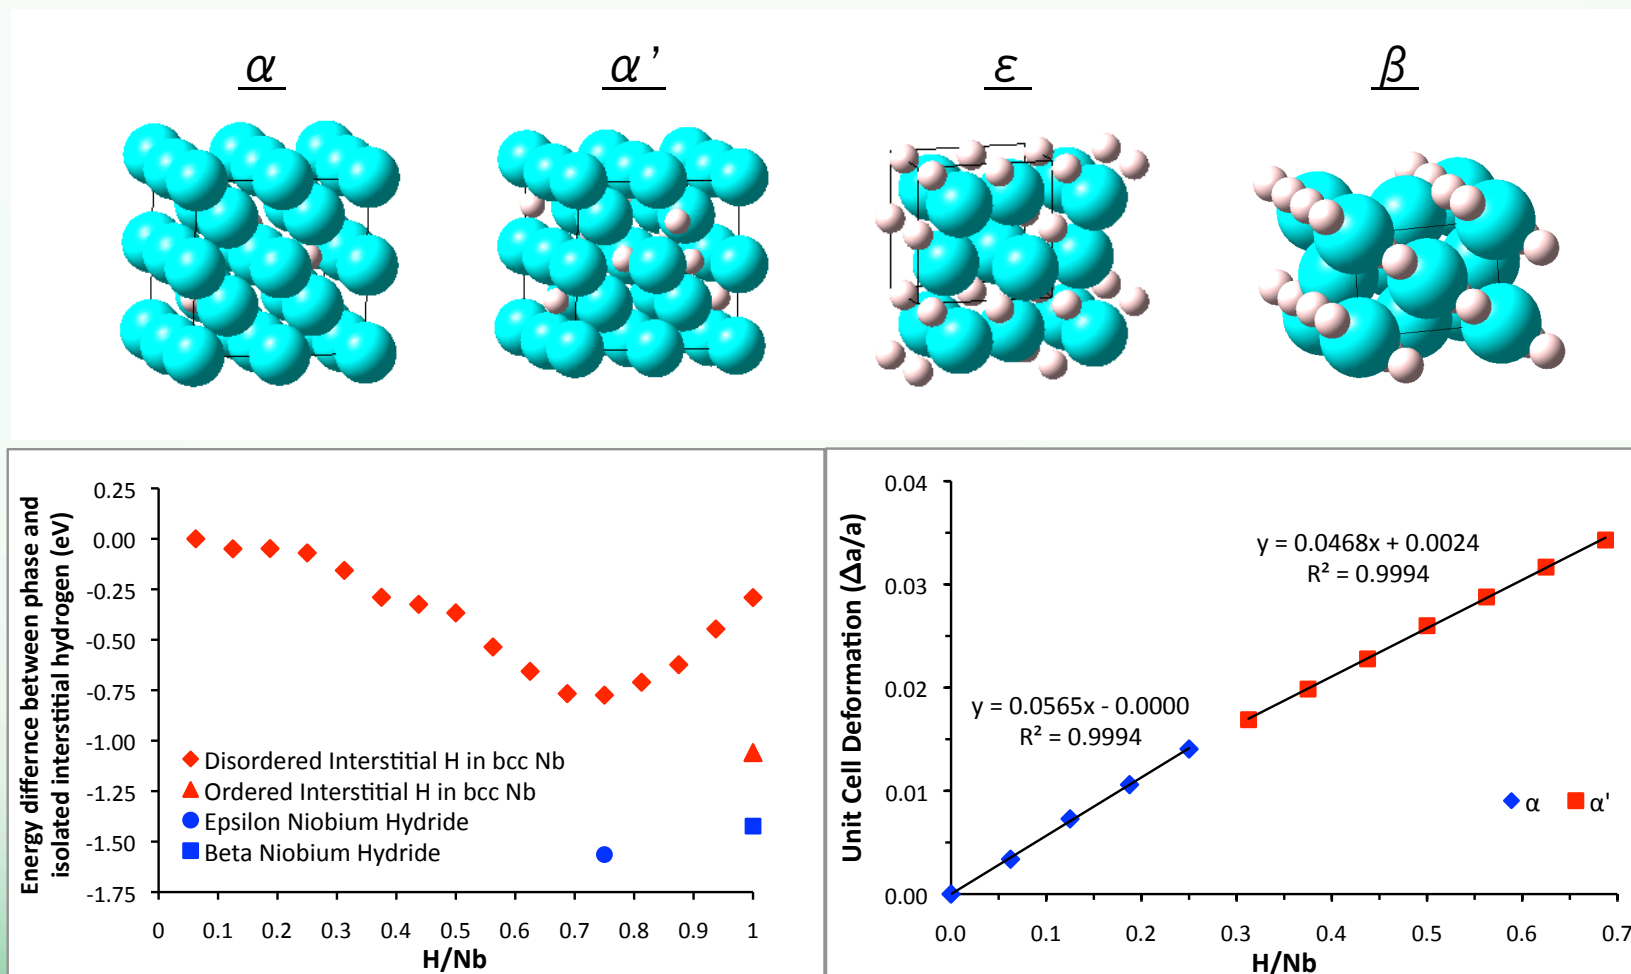 α
α’
ε
β
Energy differnce between phase and
isolated interstitial hydrogen (eV)
0.25
0.00
-0.25
-0.50
-0.75
-1.00
-1.25
-1.50
-1.75
Disordered Interstitial H in bcc Nb
Ordered Interstitial H in bcc Nb
Epsilon Niobium Hydride
Beta Niobium Hydride
0 0.1 0.2 0.3 0.4 0.5 0.6 0.7 0.8 0.9 1
H/Nb
Unit Cell Deformation (Δa/a)
0.04
0.03
0.02
0.01
0.00
y = 0.0468x + 0.0024
R² = 0.9994
y = 0.0565x - 0.0000
R² = 0.9994
α α'
0.0 0.1 0.2 0.3 0.4 0.5 0.6 0.7
H/Nb